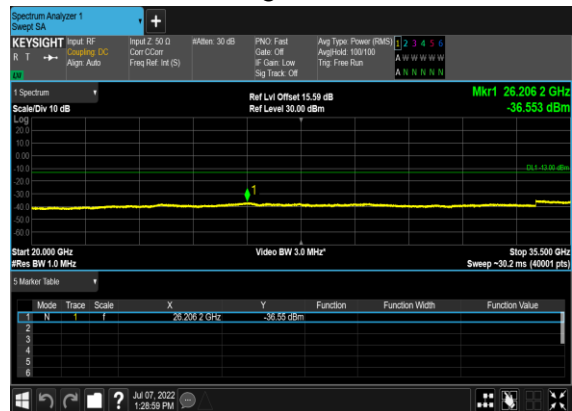 Spectrum Analyzer 1
Swept SA
KEYSIGHT Input: RF Input Z: 50 Ω #Atten: 30 dB PNO: Fast Avg Type: Power (RMS) 1 2 3 4 5 6
R T Coupling: DC Corr CCorr Gate: Off Avg|Hold: 100/100 A W W W W W
Align: Auto Freq Ref: Int (S) IF Gain: Low Trig: Free Run
Sig Track: Off A N N N N N
1 Spectrum Ref Lvl Offset 15.59 dB Mkr1 26.206 2 GHz
Scale/Div 10 dB Ref Level 30.00 dBm -36.553 dBm
Log
20.0
10.0
0.00
-10.0 DL1 -13.00 dBm
-20.0
-30.0 1
-40.0
-50.0
-60.0
Start 20.000 GHz Video BW 3.0 MHz* Stop 35.500 GHz
#Res BW 1.0 MHz Sweep ~30.2 ms (40001 pts)
5 Marker Table
Mode Trace Scale X Y Function Function Width Function Value
1 N 1 f 26.206 2 GHz -36.55 dBm
2
3
4
5
6
? Jul 07, 2022
1:28:59 PM